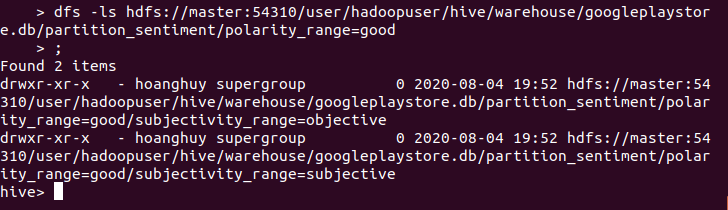 > dfs -ls hdfs://master:54310/user/hadoopuser/hive/warehouse/googleplaystor
e.db/partition_sentiment/polarity_range=good
    > ;
Found 2 items
drwxr-xr-x   - hoanghuy supergroup          0 2020-08-04 19:52 hdfs://master:54
310/user/hadoopuser/hive/warehouse/googleplaystore.db/partition_sentiment/polar
ity_range=good/subjectivity_range=objective
drwxr-xr-x   - hoanghuy supergroup          0 2020-08-04 19:52 hdfs://master:54
310/user/hadoopuser/hive/warehouse/googleplaystore.db/partition_sentiment/polar
ity_range=good/subjectivity_range=subjective
hive>